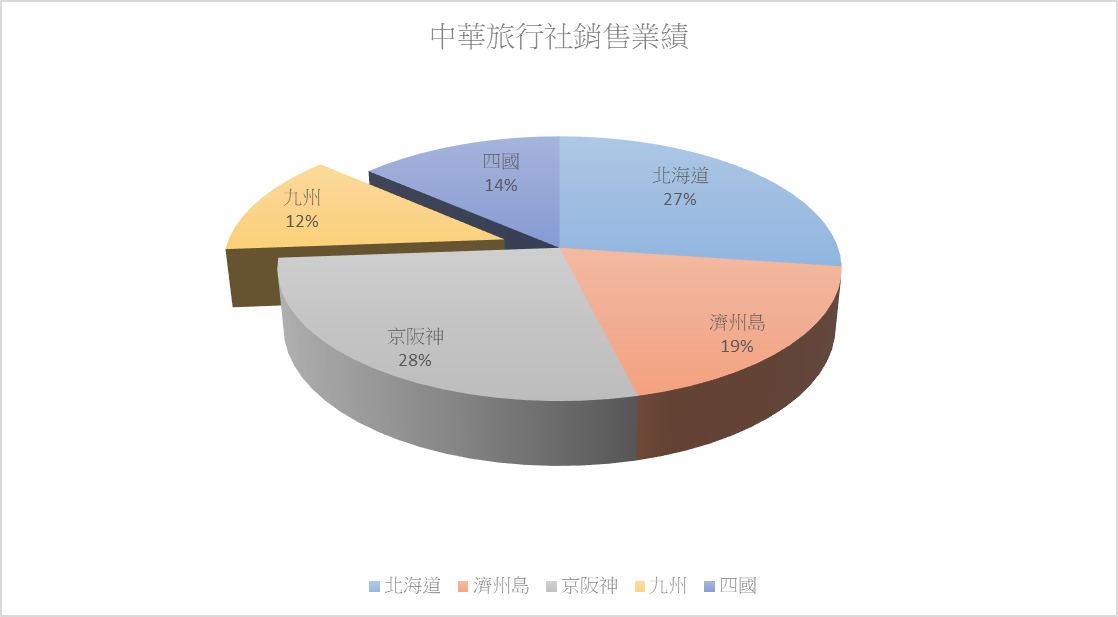 中華旅行社銷售業績
四國
14%
北海道
27%
九州
12%
濟州島
19%
京阪神
28%
北海道 濟州島 京阪神 九州 四國